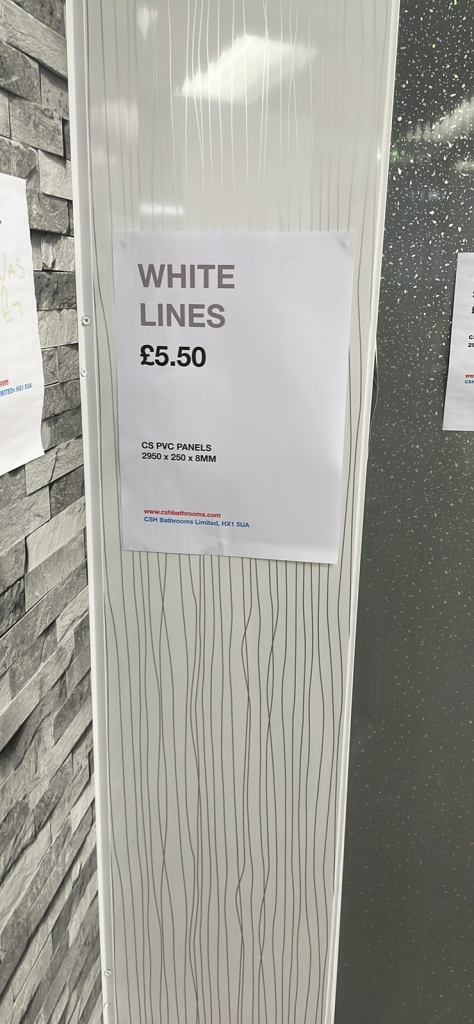 WHITE
LINES
£5.50
CS PVC PANELS
2950 x 250 x 8MM
www.cshbathrooms.com
CSH Bathrooms Limited, HX1 5UA